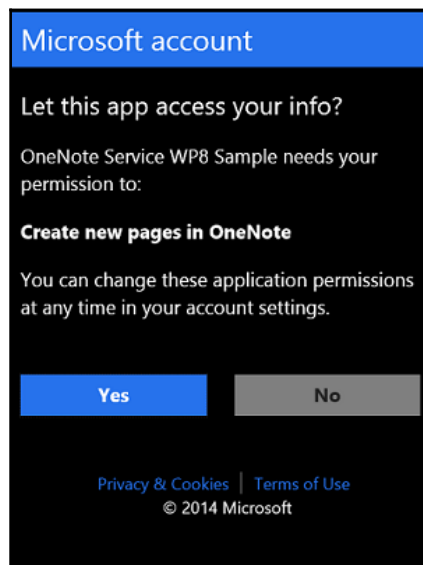 Microsoft account
Let this app access your info?
OneNote Service WP8 Sample needs your
permission to:
Create new pages in OneNote
You can change these application permissions
at any time in your account settings.
Yes No
Privacy & Cookies | Terms of Use
© 2014 Microsoft